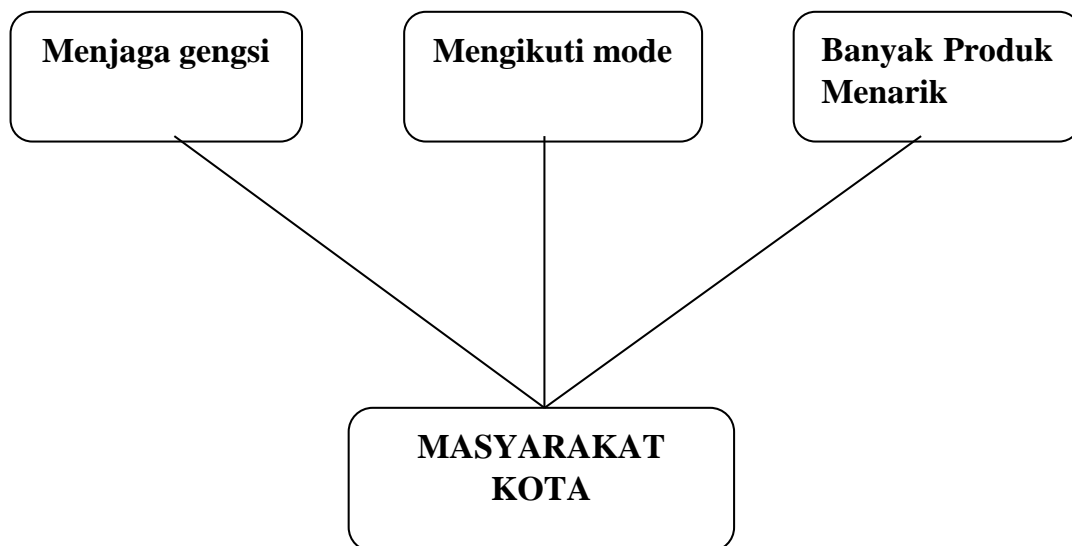 Menjaga gengsi
Mengikuti mode
Banyak Produk
Menarik
MASYARAKAT
KOTA